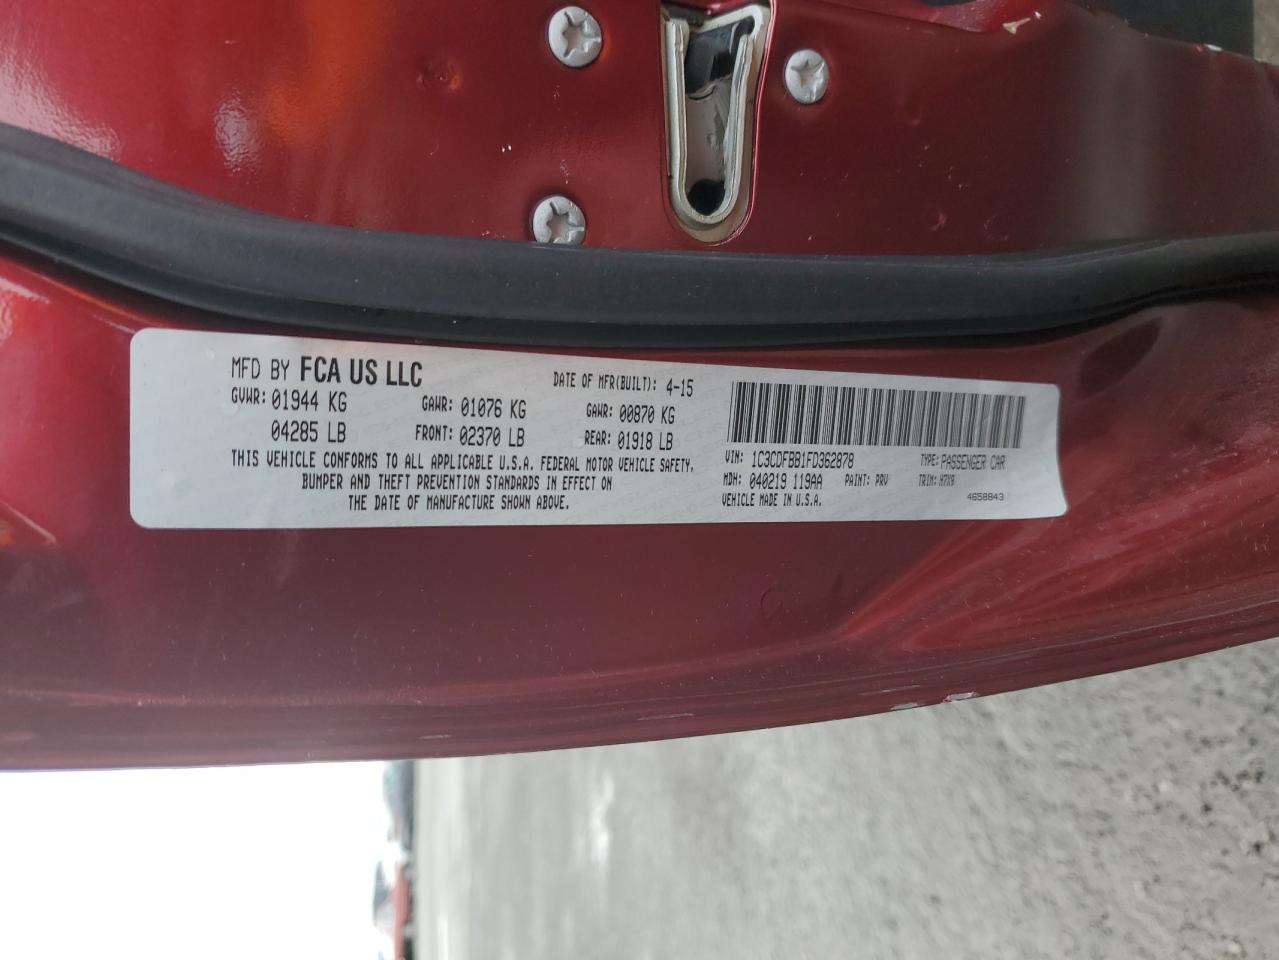 MFD BY FCA US LLC
DATE OF MFR(BUILT): 4-15
GVWR: 01944 KG GAWR: 01076 KG GAWR: 00870 KG
04285 LB FRONT: 02370 LB REAR: 01918 LB
THIS VEHICLE CONFORMS TO ALL APPLICABLE U.S.A. FEDERAL MOTOR VEHICLE SAFETY,
BUMPER AND THEFT PREVENTION STANDARDS IN EFFECT ON
THE DATE OF MANUFACTURE SHOWN ABOVE.
VIN: 1C3CDFBB1FD362878 TYPE: PASSENGER CAR
MDH: 040219 119AA PAINT: PRV TRIM: H7X9
VEHICLE MADE IN U.S.A. 4658843